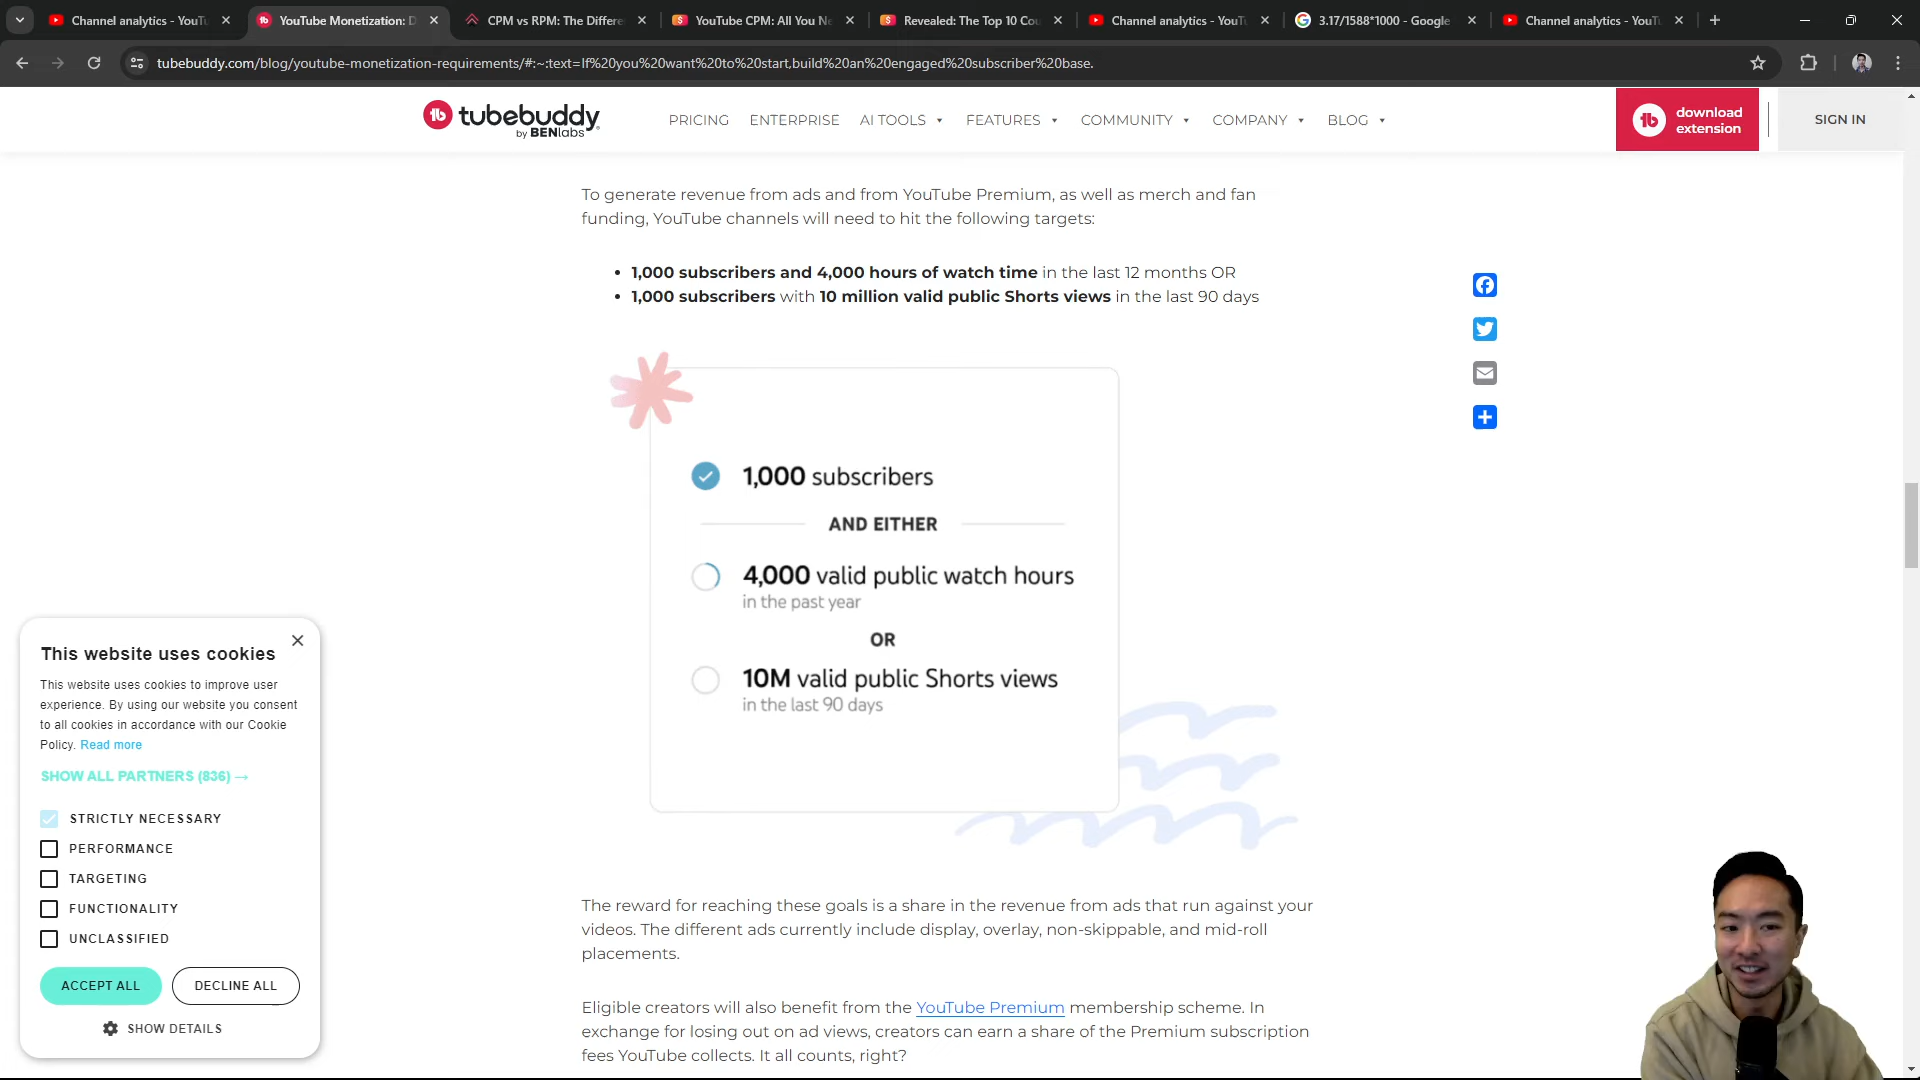 Channel analytics - YouTu
YouTube Monetization: D
CPM vs RPM: The Differe
YouTube CPM: All You Ne
Revealed: The Top 10 Cou
Channel analytics - YouTu
3.17/1588*1000 - Google
Channel analytics - YouTu
tubebuddy.com/blog/youtube-monetization-requirements/#:~:text=If%20you%20want%20to%20start,build%20an%20engaged%20subscriber%20base.
tubebuddy
by BENlabs
PRICING ENTERPRISE AI TOOLS FEATURES COMMUNITY COMPANY BLOG
download
extension
SIGN IN
To generate revenue from ads and from YouTube Premium, as well as merch and fan
funding, YouTube channels will need to hit the following targets:
• 1,000 subscribers and 4,000 hours of watch time in the last 12 months OR
• 1,000 subscribers with 10 million valid public Shorts views in the last 90 days
1,000 subscribers
AND EITHER
4,000 valid public watch hours
in the past year
OR
10M valid public Shorts views
in the last 90 days
The reward for reaching these goals is a share in the revenue from ads that run against your
videos. The different ads currently include display, overlay, non-skippable, and mid-roll
placements.
Eligible creators will also benefit from the YouTube Premium membership scheme. In
exchange for losing out on ad views, creators can earn a share of the Premium subscription
fees YouTube collects. It all counts, right?
This website uses cookies
This website uses cookies to improve user
experience. By using our website you consent
to all cookies in accordance with our Cookie
Policy. Read more
SHOW ALL PARTNERS (836) →
STRICTLY NECESSARY
PERFORMANCE
TARGETING
FUNCTIONALITY
UNCLASSIFIED
ACCEPT ALL
DECLINE ALL
SHOW DETAILS